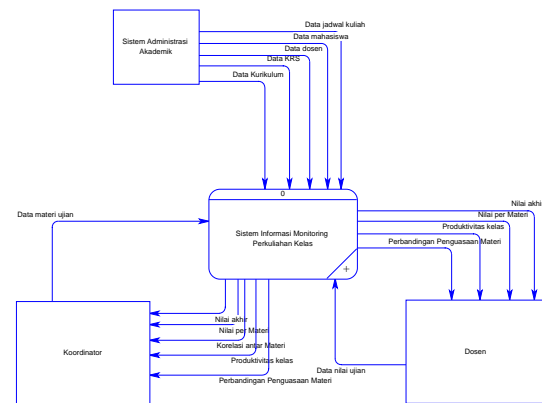 Data jadwal kuliah
Data mahasiswa
Sistem Administrasi
Akademik
Data dosen
Data KRS
Data Kurikulum
0
Nilai akhi
Nilai per Materi
Produktivitas kelas
Perbandingan Penguasaan Materi
Data materi ujian
Sistem Informasi Monitoring
Perkuliahan Kelas
+
Nilai akhir
Nilai per Materi
Korelasi antar Materi
Produktivitas kelas
Perbandingan Penguasaan Materi
Koordinator
Data nilai ujian
Dosen